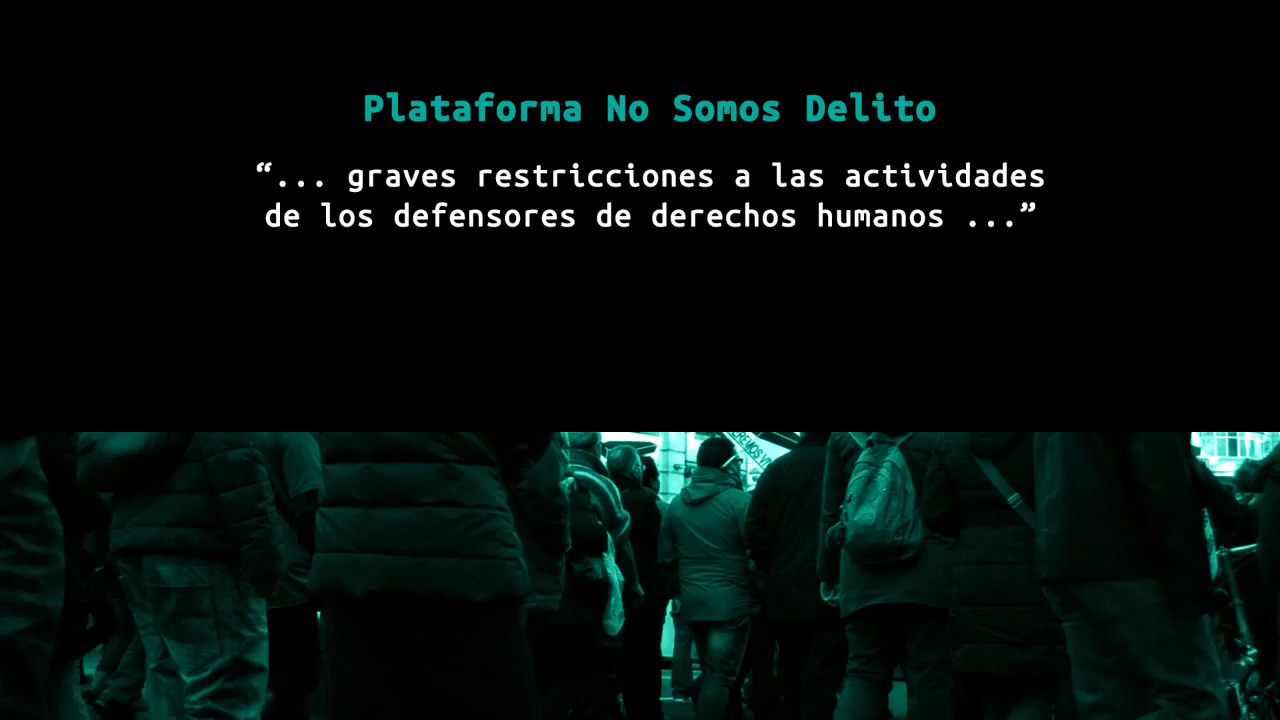 Plataforma No Somos Delito
“... graves restricciones a las actividades
de los defensores de derechos humanos ...”